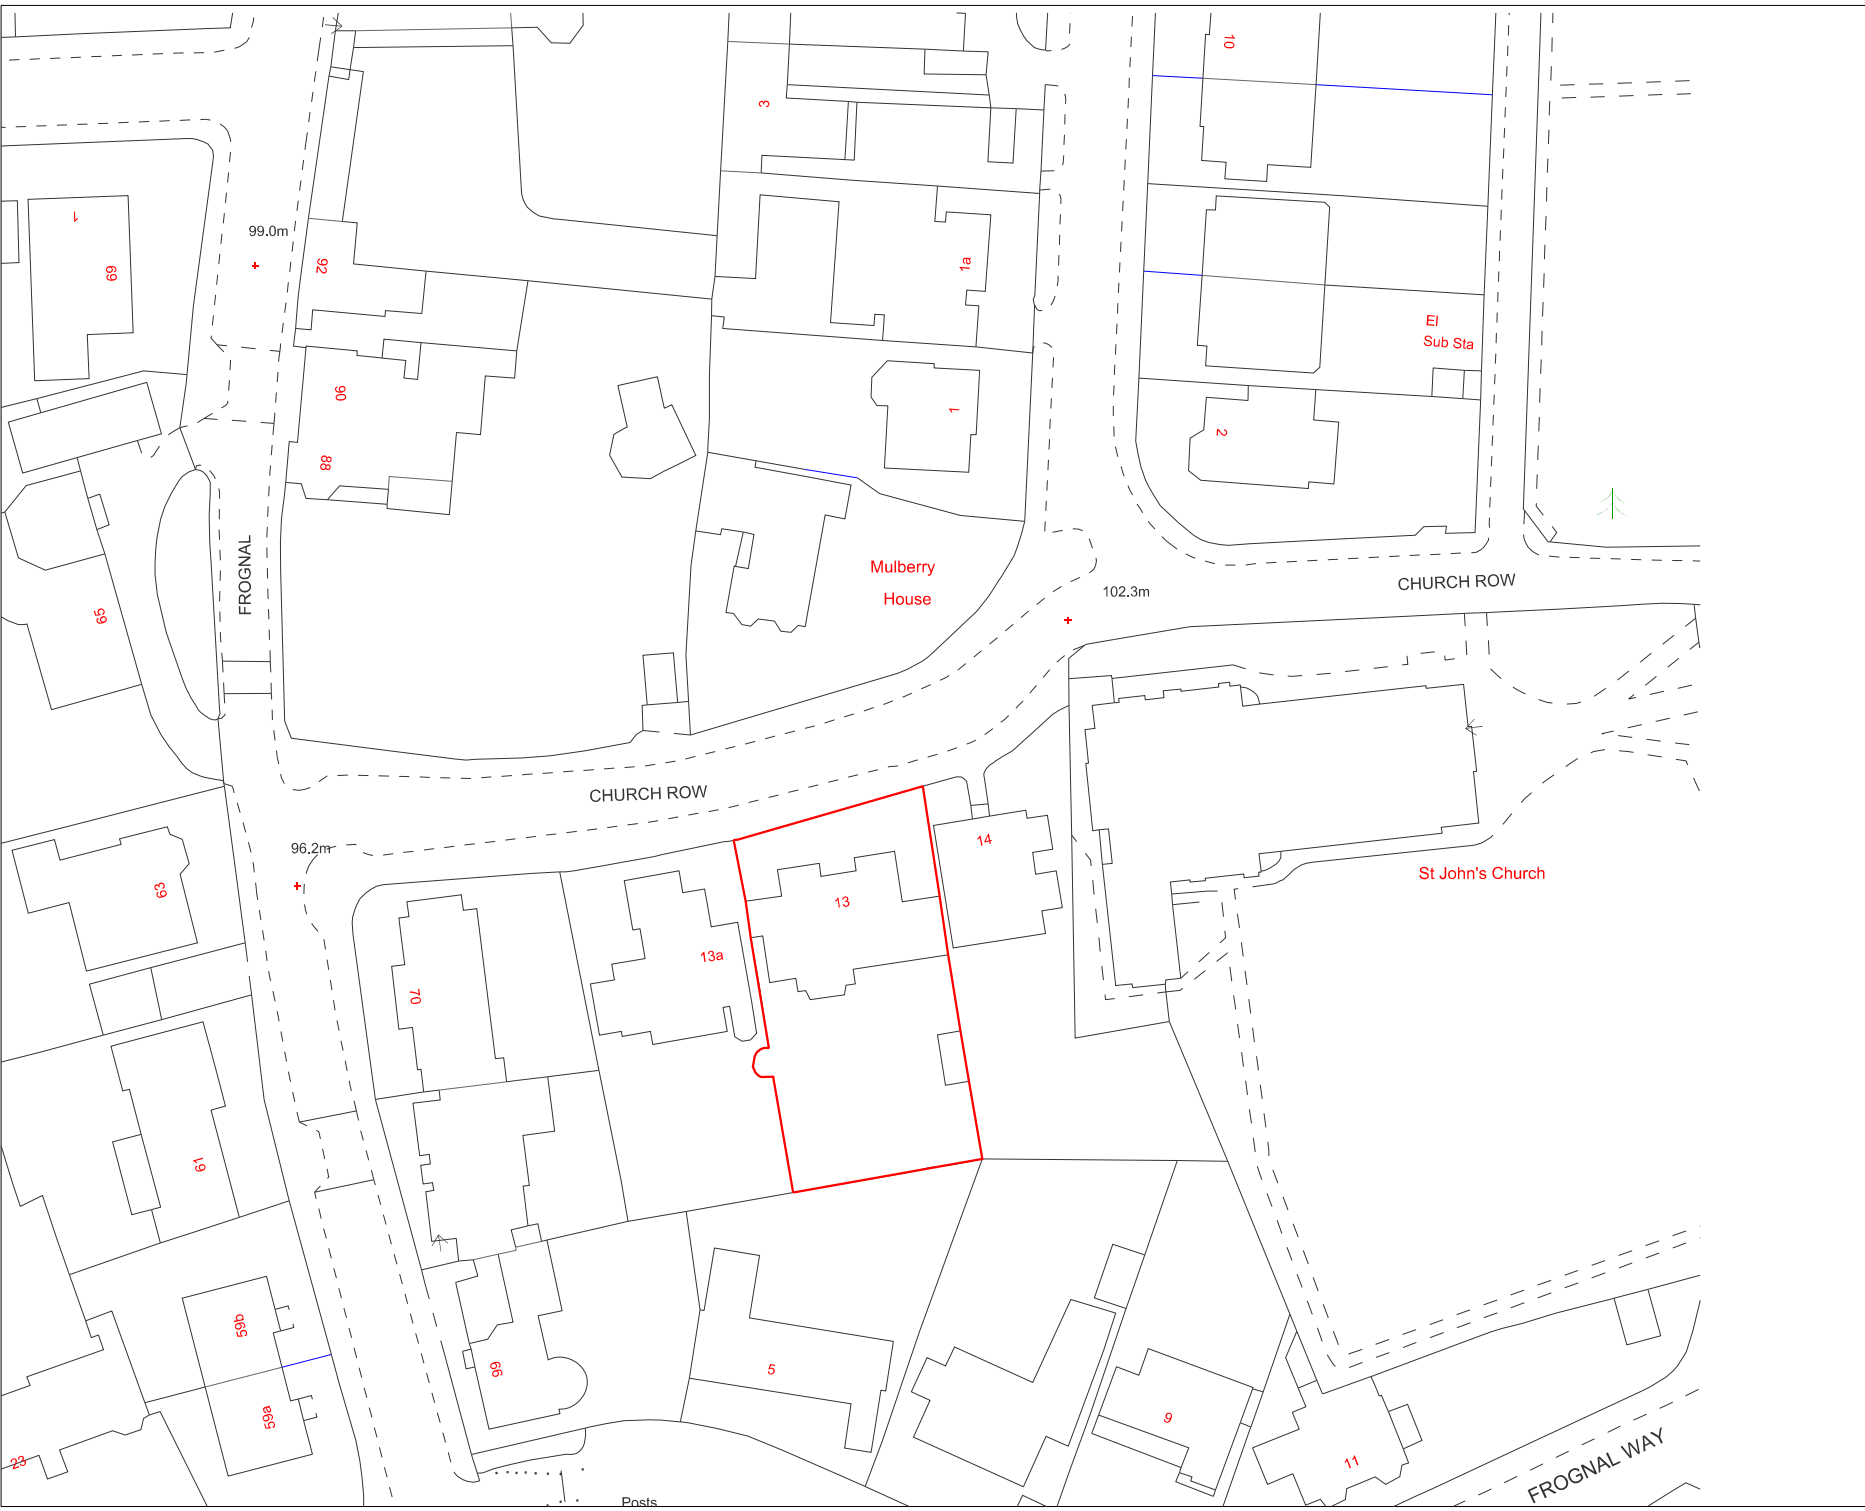 10
3
1
69
99.0m
92
1a
El
Sub Sta
90
1
2
88
Mulberry
House
FROGNAL
65
102.3m
CHURCH ROW
CHURCH ROW
96.2m
14
63
13
St John's Church
13a
70
61
59b
66
5
59a
9
11
23
FROGNAL WAY
Posts